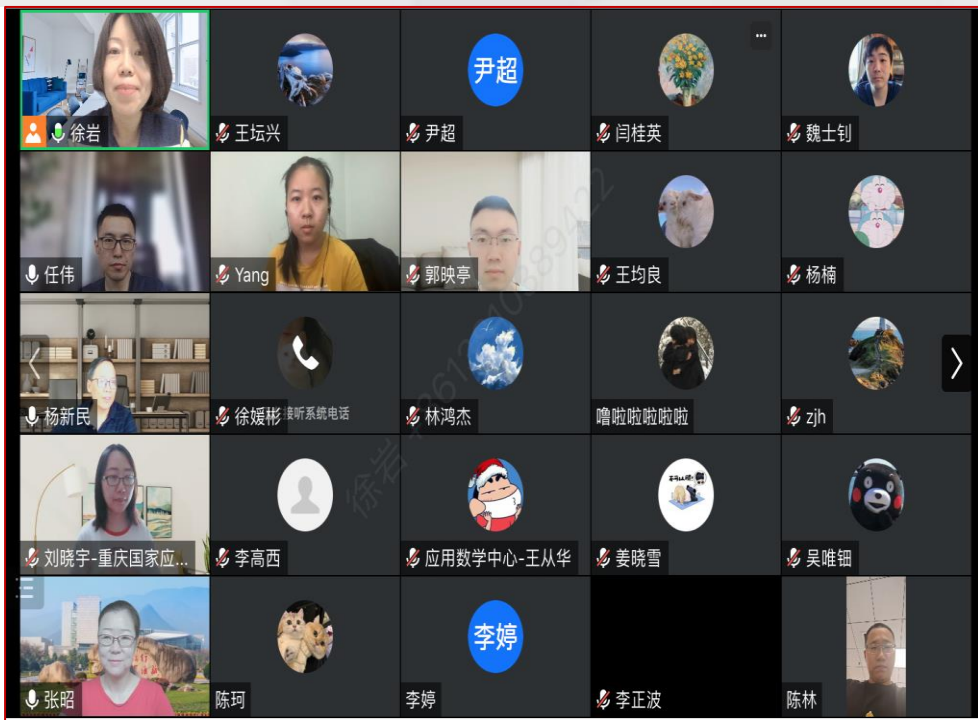 徐岩
王坛兴
尹超
尹超
闫桂英
魏士钊
任伟
Yang
郭映亭
王均良
杨楠
杨新民
徐媛彬
接听系统电话
林鸿杰
噜啦啦啦啦啦
zjh
刘晓宇-重庆国家应...
李高西
应用数学中心-王从华
姜晓雪
吴唯钿
张昭
陈珂
李婷
李婷
李正波
陈林